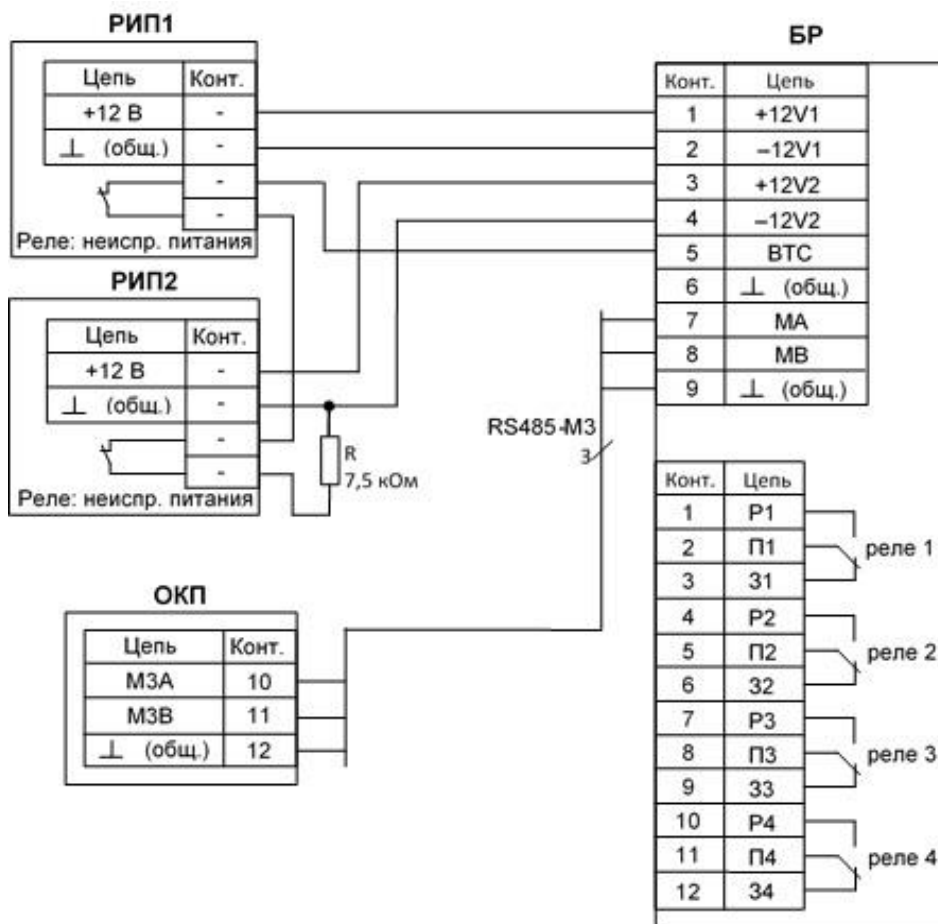 РИП1
Цепь Конт.
+12 В -
⊥ (общ.) -
-
-
Реле: неиспр. питания
РИП2
Цепь Конт.
+12 В -
⊥ (общ.) -
-
-
Реле: неиспр. питания
R
7,5 кОм
ОКП
Цепь Конт.
М3А 10
М3В 11
⊥ (общ.) 12
RS485-М3
3
БР
Конт. Цепь
1 +12V1
2 –12V1
3 +12V2
4 –12V2
5 ВТС
6 ⊥ (общ.)
7 МА
8 МВ
9 ⊥ (общ.)
Конт. Цепь
1 Р1
2 П1
3 З1
реле 1
4 Р2
5 П2
6 З2
реле 2
7 Р3
8 П3
9 З3
реле 3
10 Р4
11 П4
12 З4
реле 4